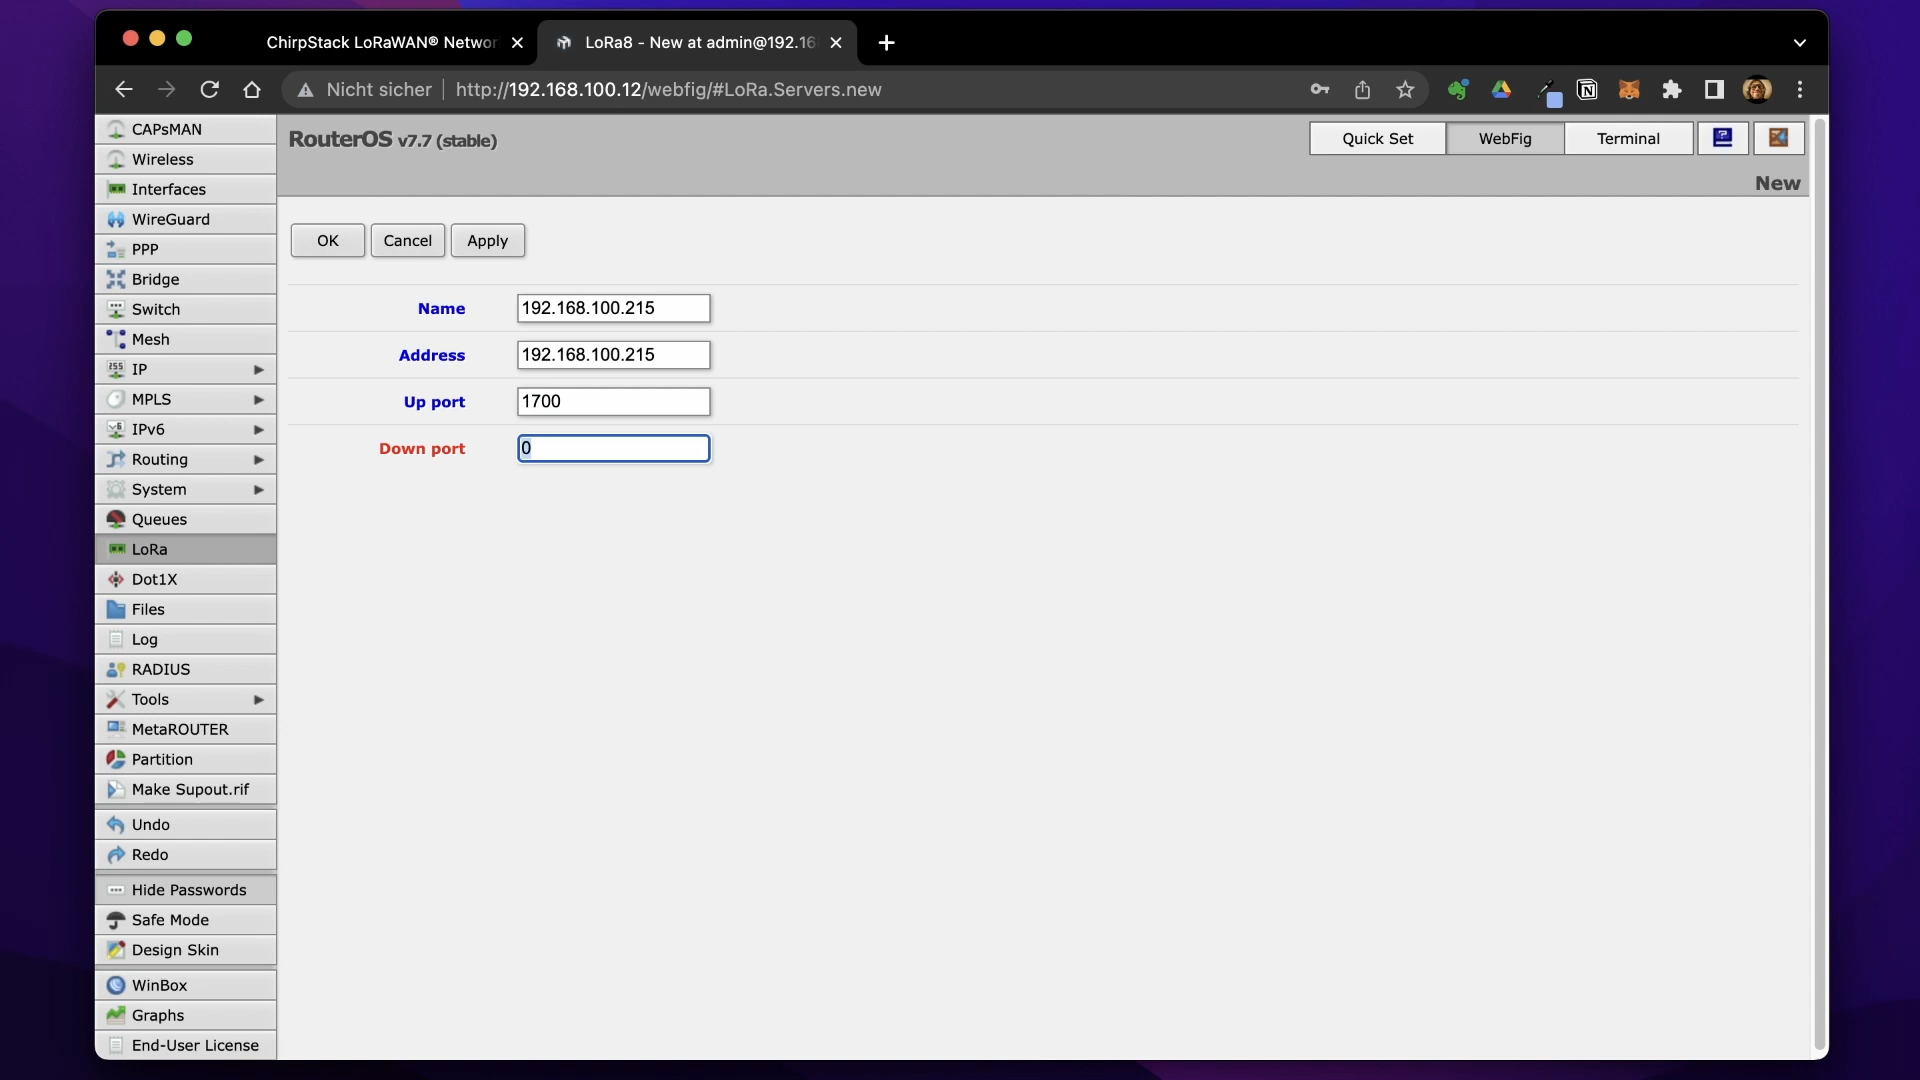 ChirpStack LoRaWAN® Networ
LoRa8 - New at admin@192.16
Nicht sicher http://192.168.100.12/webfig/#LoRa.Servers.new
RouterOS v7.7 (stable)
Quick Set WebFig Terminal
New
CAPsMAN
Wireless
Interfaces
WireGuard
PPP
Bridge
Switch
Mesh
IP
MPLS
IPv6
Routing
System
Queues
LoRa
Dot1X
Files
Log
RADIUS
Tools
MetaROUTER
Partition
Make Supout.rif
Undo
Redo
Hide Passwords
Safe Mode
Design Skin
WinBox
Graphs
End-User License
OK Cancel Apply
Name 192.168.100.215
Address 192.168.100.215
Up port 1700
Down port 0